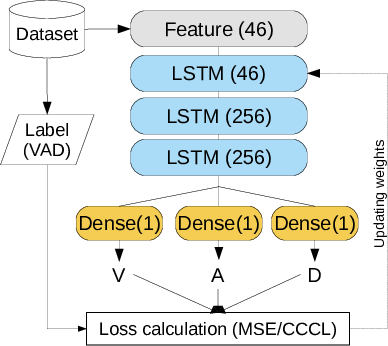 Dataset
Feature (46)
LSTM (46)
LSTM (256)
LSTM (256)
Label
(VAD)
Dense(1)
Dense(1)
Dense(1)
V
A
D
Updating weights
Loss calculation (MSE/CCCL)